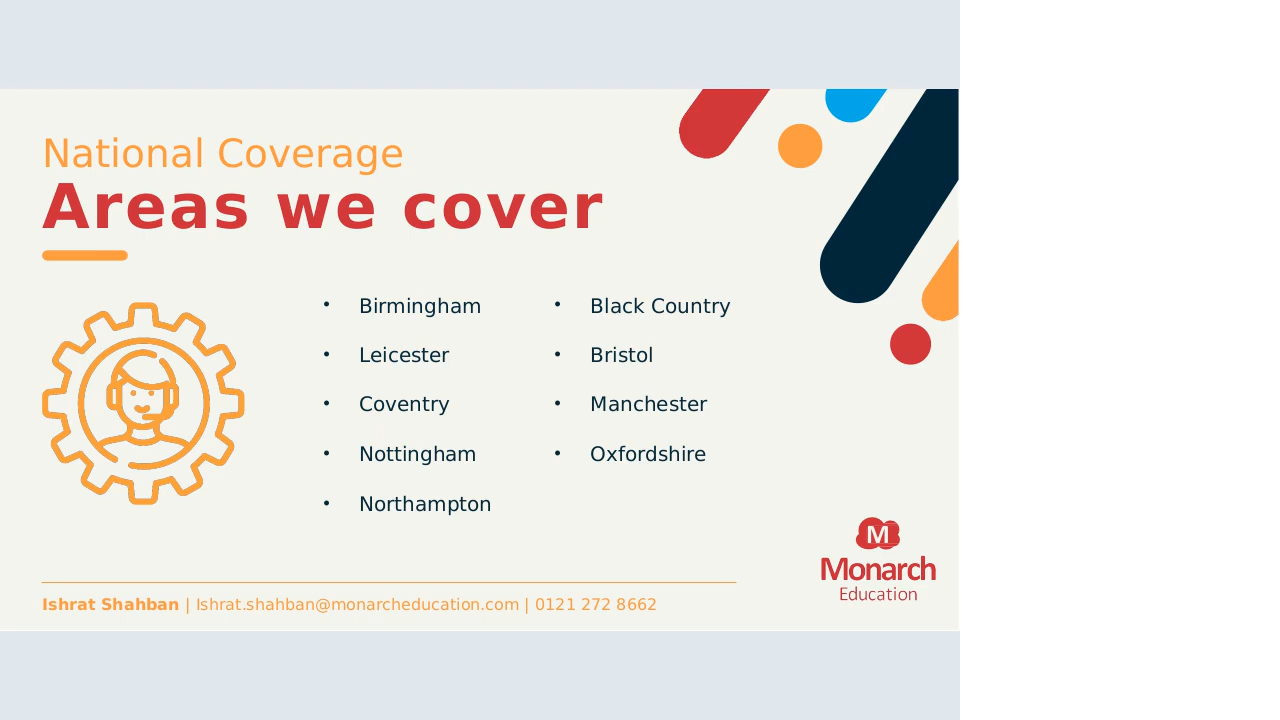 National Coverage
Areas we cover
• Birmingham
• Leicester
• Coventry
• Nottingham
• Northampton
• Black Country
• Bristol
• Manchester
• Oxfordshire
M
Monarch
Education
Ishrat Shahban | Ishrat.shahban@monarcheducation.com | 0121 272 8662